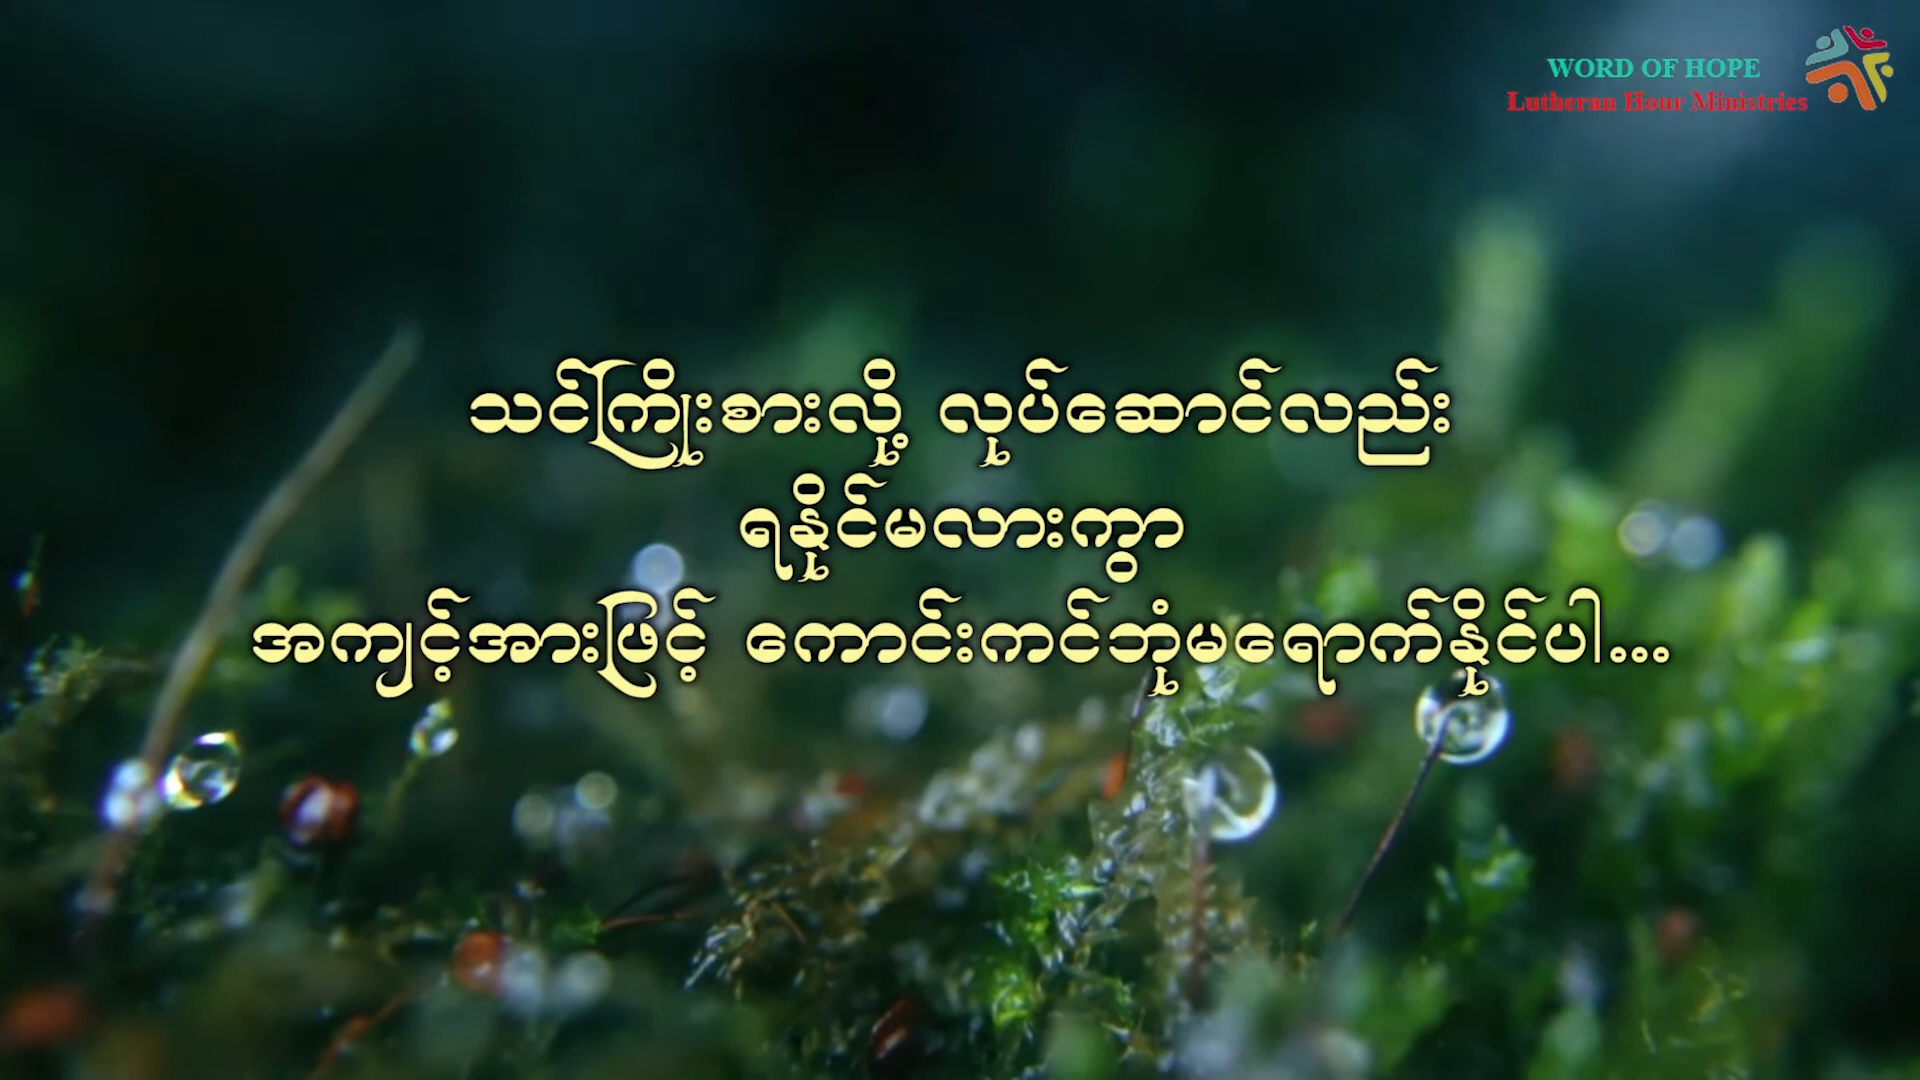 WORD OF HOPE
Lutheran Hour Ministries
သင်ကြိုးစားလို့ လုပ်ဆောင်လည်း
ရနိုင်မလားကွာ
အကျင့်အားဖြင့် ကောင်းကင်ဘုံမရောက်နိုင်ပါ...